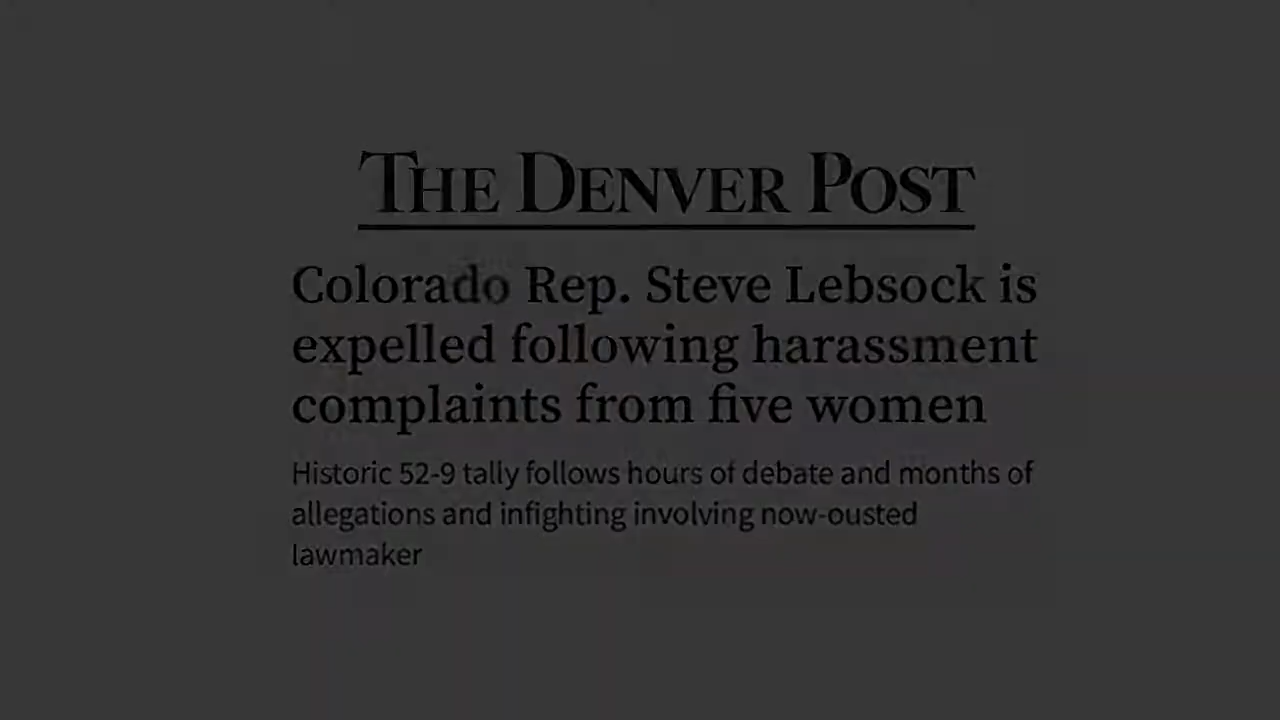 THE DENVER POST
Colorado Rep. Steve Lebsock is
expelled following harassment
complaints from five women
Historic 52-9 tally follows hours of debate and months of
allegations and infighting involving now-ousted
lawmaker